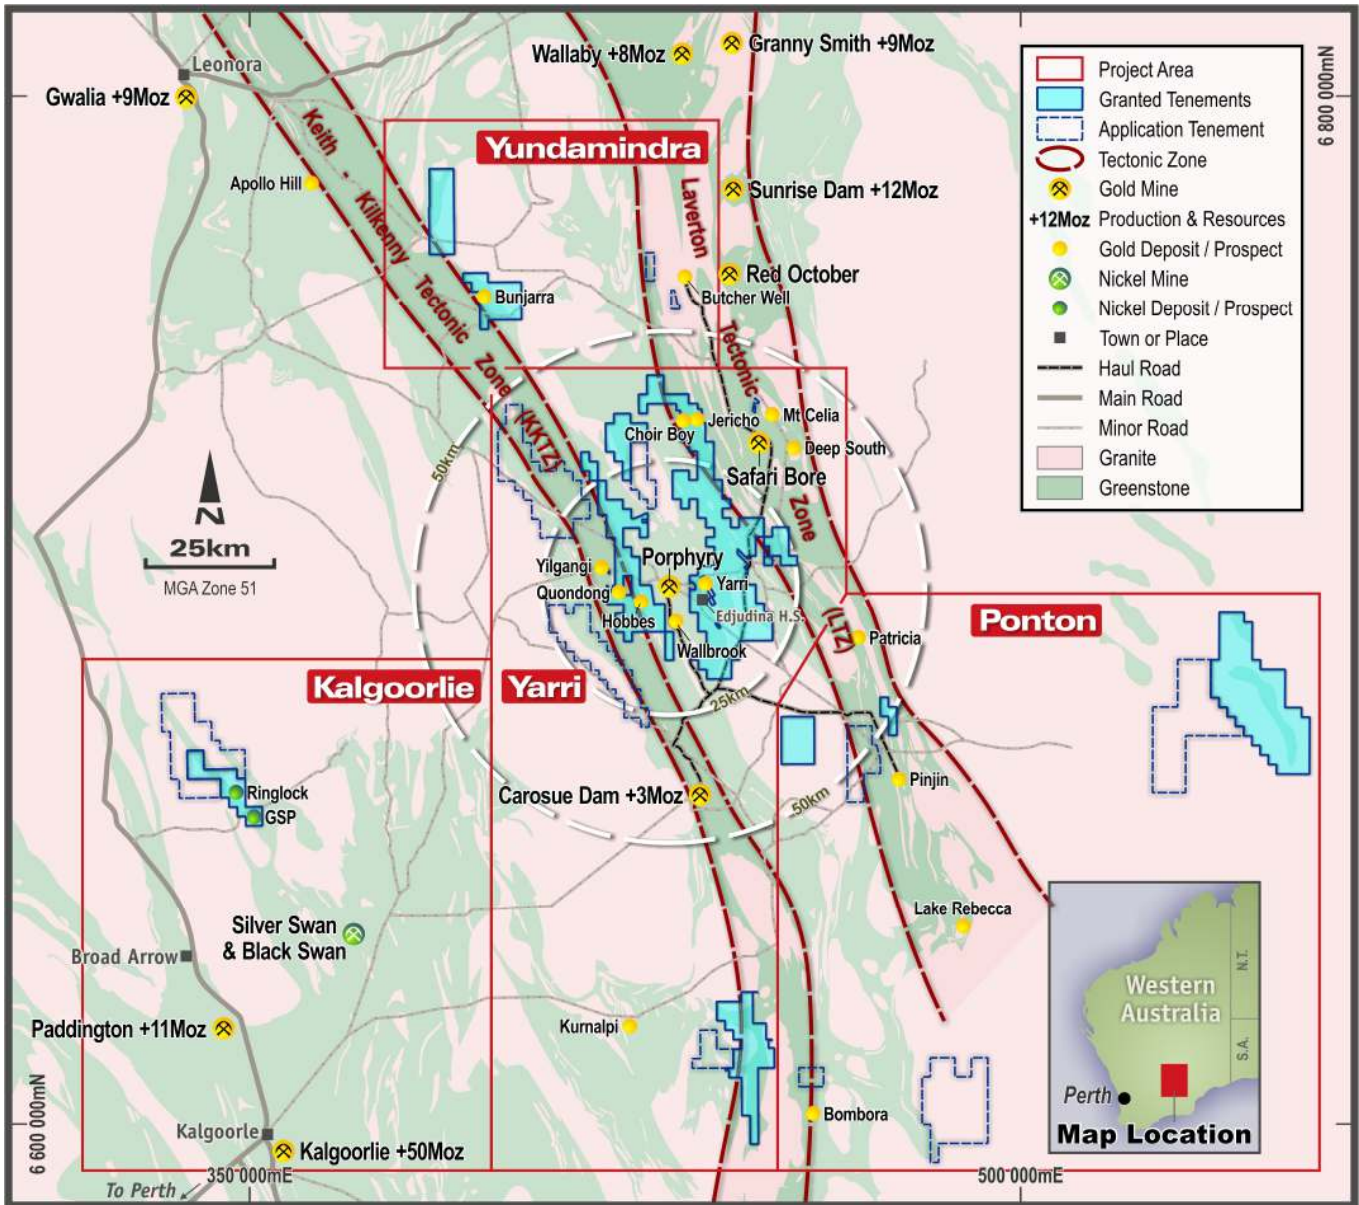 Wallaby +8Moz
Granny Smith +9Moz
Leonora
Gwalia +9Moz
Project Area
Granted Tenements
Application Tenement
Tectonic Zone
Gold Mine
+12Moz Production & Resources
Gold Deposit / Prospect
Nickel Mine
Nickel Deposit / Prospect
Town or Place
Haul Road
Main Road
Minor Road
Granite
Greenstone
6 800 000mN
Keith - Kilkenny Tectonic Zone (KKTZ)
Yundamindra
Apollo Hill
Laverton Tectonic Zone (LTZ)
Sunrise Dam +12Moz
Red October
Butcher Well
Bunjarra
Jericho
Choir Boy
Mt Celia
Deep South
Safari Bore
50km
N
25km
MGA Zone 51
Porphyry
Yilgangi
Quondong
Hobbes
Yarri
Edjudina H.S.
Wallbrook
Patricia
Ponton
Kalgoorlie
Yarri
25km
Ringlock
GSP
Carosue Dam +3Moz
50km
Pinjin
Lake Rebecca
Silver Swan
& Black Swan
Broad Arrow
Paddington +11Moz
Kurnalpi
Bombora
Kalgoorle
Kalgoorlie +50Moz
6 600 000mN
350 000mE
500 000mE
To Perth
Western
Australia
N.T.
S.A.
Perth
Map Location